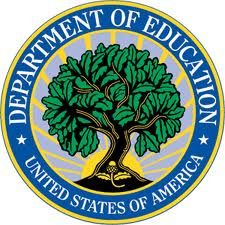 DEPARTMENT OF EDUCATION
UNITED STATES OF AMERICA